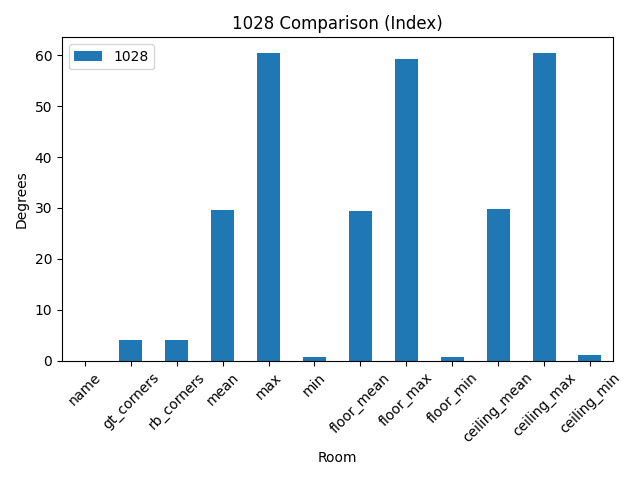 1028 Comparison (Index)
1028
60
50
40
30
20
10
0
Degrees
name
gt_corners
rb_corners
mean
max
min
floor_mean
floor_max
floor_min
ceiling_mean
ceiling_max
ceiling_min
Room